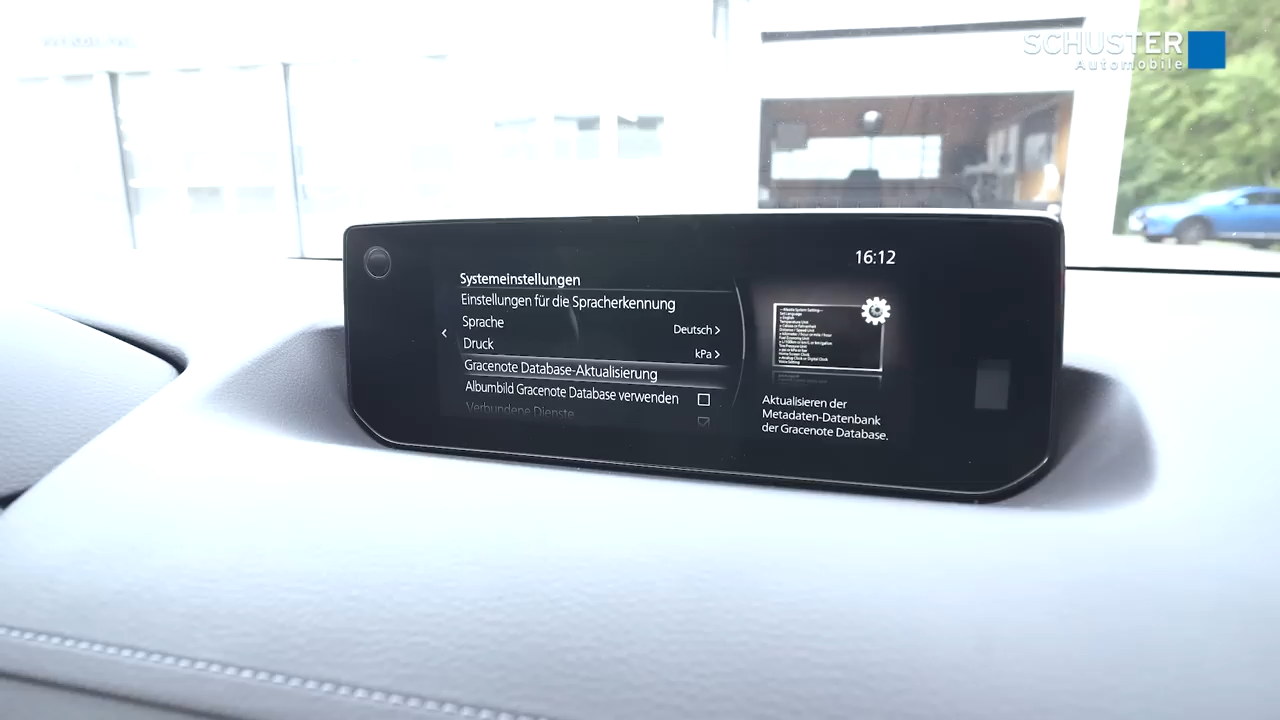 SCHUSTER
Automobile
16:12
Systemeinstellungen
Einstellungen für die Spracherkennung
Sprache
Deutsch >
Druck
kPa >
Gracenote Database-Aktualisierung
Albumbild Gracenote Database verwenden
Verbundene Dienste
Aktualisieren der
Metadaten-Datenbank
der Gracenote Database.